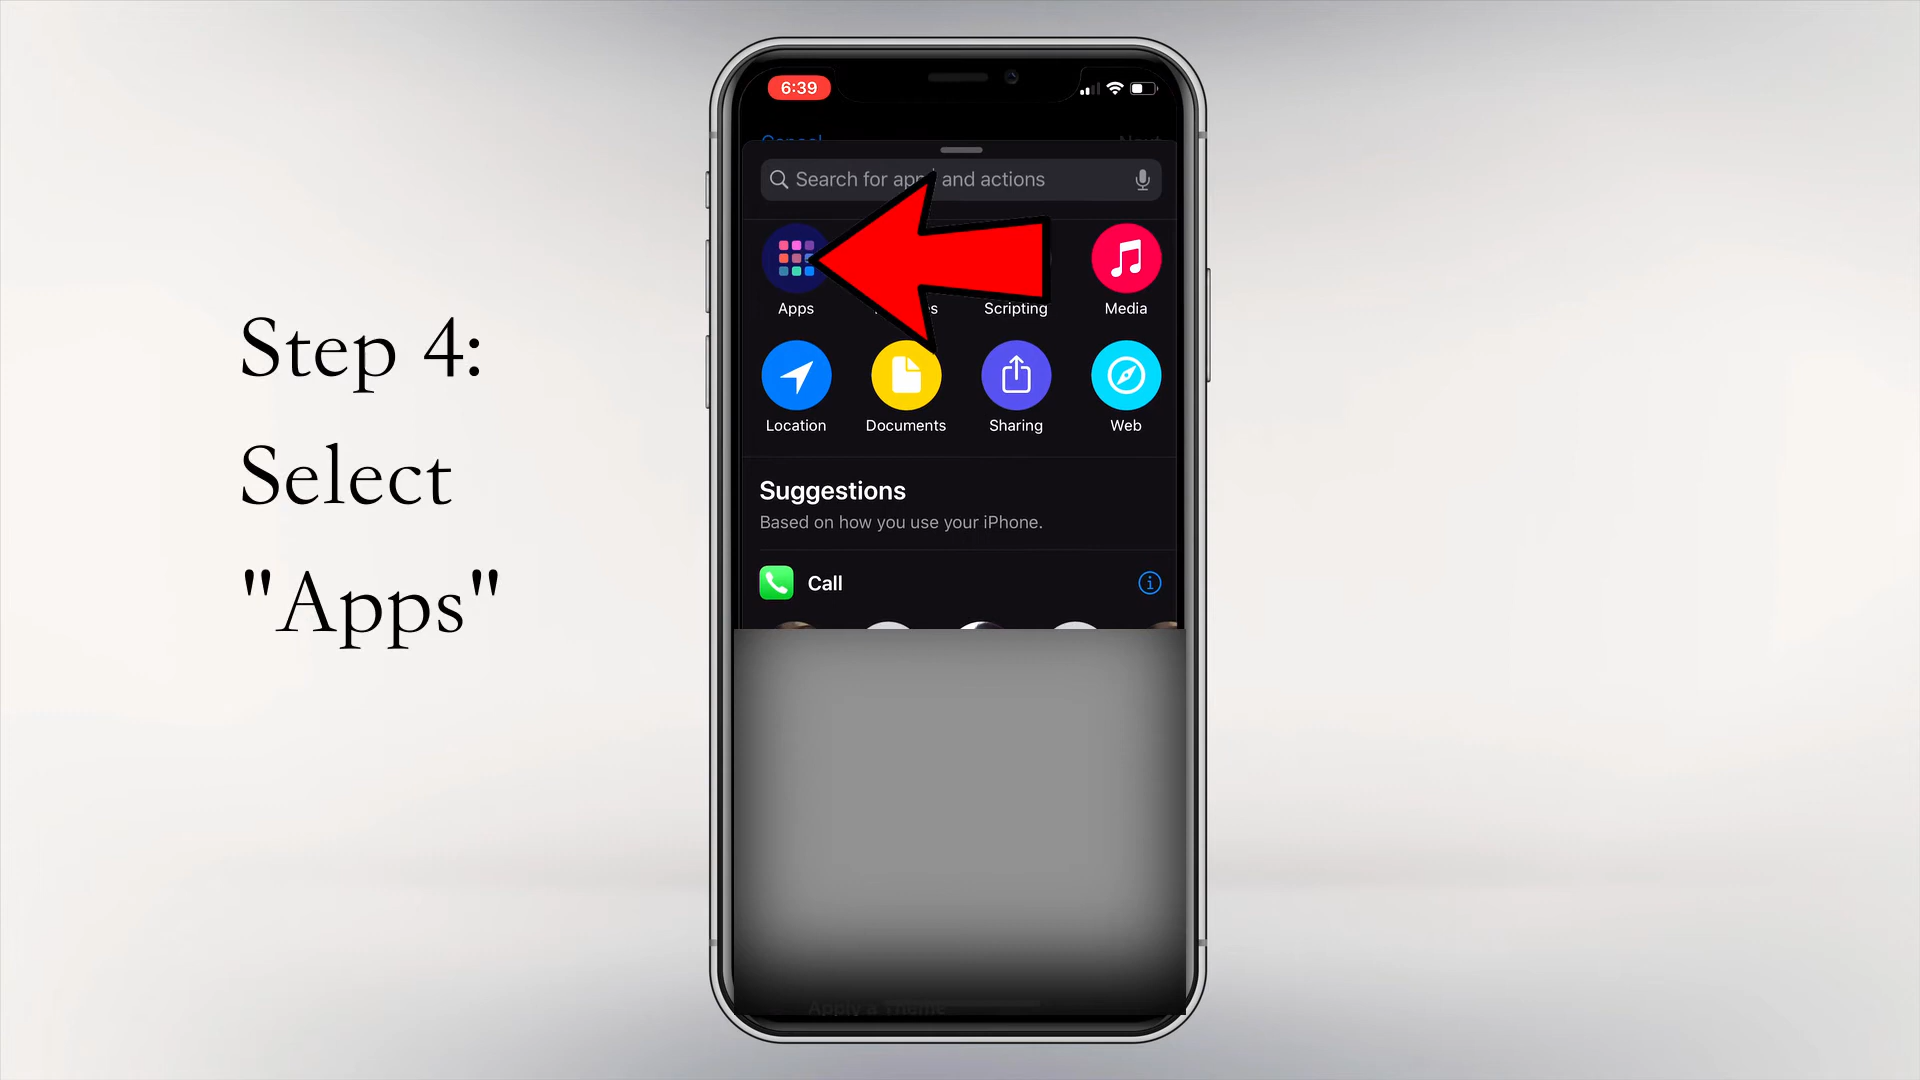 Step 4:
Select
"Apps"
6:39
Search for and actions
Apps
Scripting
Media
Location
Documents
Sharing
Web
Suggestions
Based on how you use your iPhone.
Call